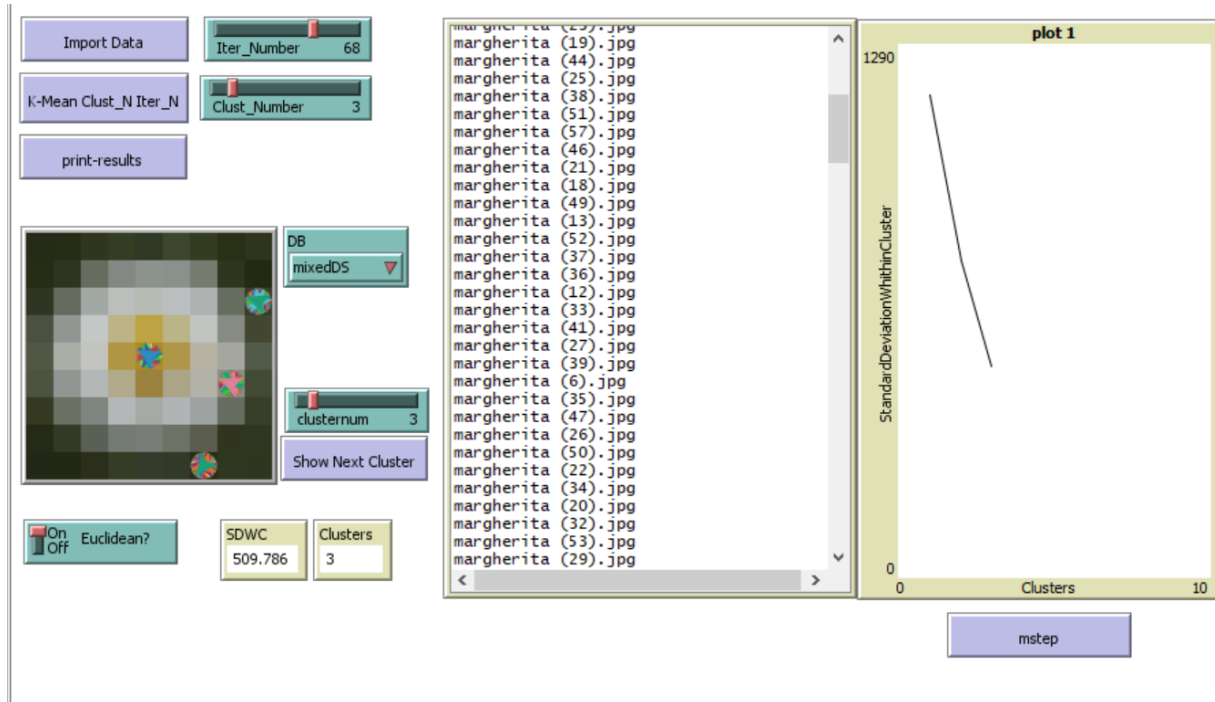 Import Data
Iter_Number 68
K-Mean Clust_N Iter_N
Clust_Number 3
print-results
DB
mixedDS
clusternum 3
Show Next Cluster
On
Off
Euclidean?
SDWC
509.786
Clusters
3
margherita (19).jpg
margherita (44).jpg
margherita (25).jpg
margherita (38).jpg
margherita (51).jpg
margherita (57).jpg
margherita (46).jpg
margherita (21).jpg
margherita (18).jpg
margherita (49).jpg
margherita (13).jpg
margherita (52).jpg
margherita (37).jpg
margherita (36).jpg
margherita (12).jpg
margherita (33).jpg
margherita (41).jpg
margherita (27).jpg
margherita (39).jpg
margherita (6).jpg
margherita (35).jpg
margherita (47).jpg
margherita (26).jpg
margherita (50).jpg
margherita (22).jpg
margherita (34).jpg
margherita (20).jpg
margherita (32).jpg
margherita (53).jpg
margherita (29).jpg
plot 1
1290
StandardDeviationWhithinCluster
0
0
Clusters
10
mstep